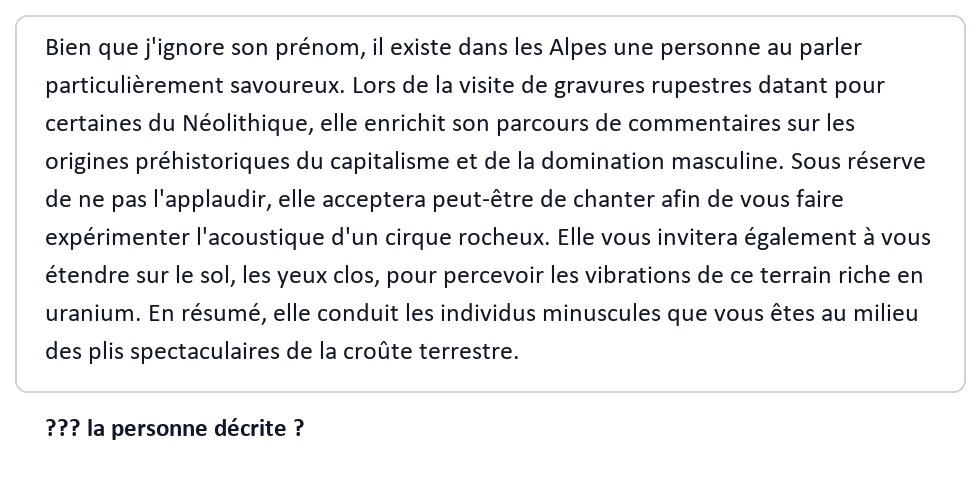 Bien que j'ignore son prénom, il existe dans les Alpes une personne au parler
particulièrement savoureux. Lors de la visite de gravures rupestres datant pour
certaines du Néolithique, elle enrichit son parcours de commentaires sur les
origines préhistoriques du capitalisme et de la domination masculine. Sous réserve
de ne pas l'applaudir, elle acceptera peut-être de chanter afin de vous faire
expérimenter l'acoustique d'un cirque rocheux. Elle vous invitera également à vous
étendre sur le sol, les yeux clos, pour percevoir les vibrations de ce terrain riche en
uranium. En résumé, elle conduit les individus minuscules que vous êtes au milieu
des plis spectaculaires de la croûte terrestre.
??? la personne décrite ?